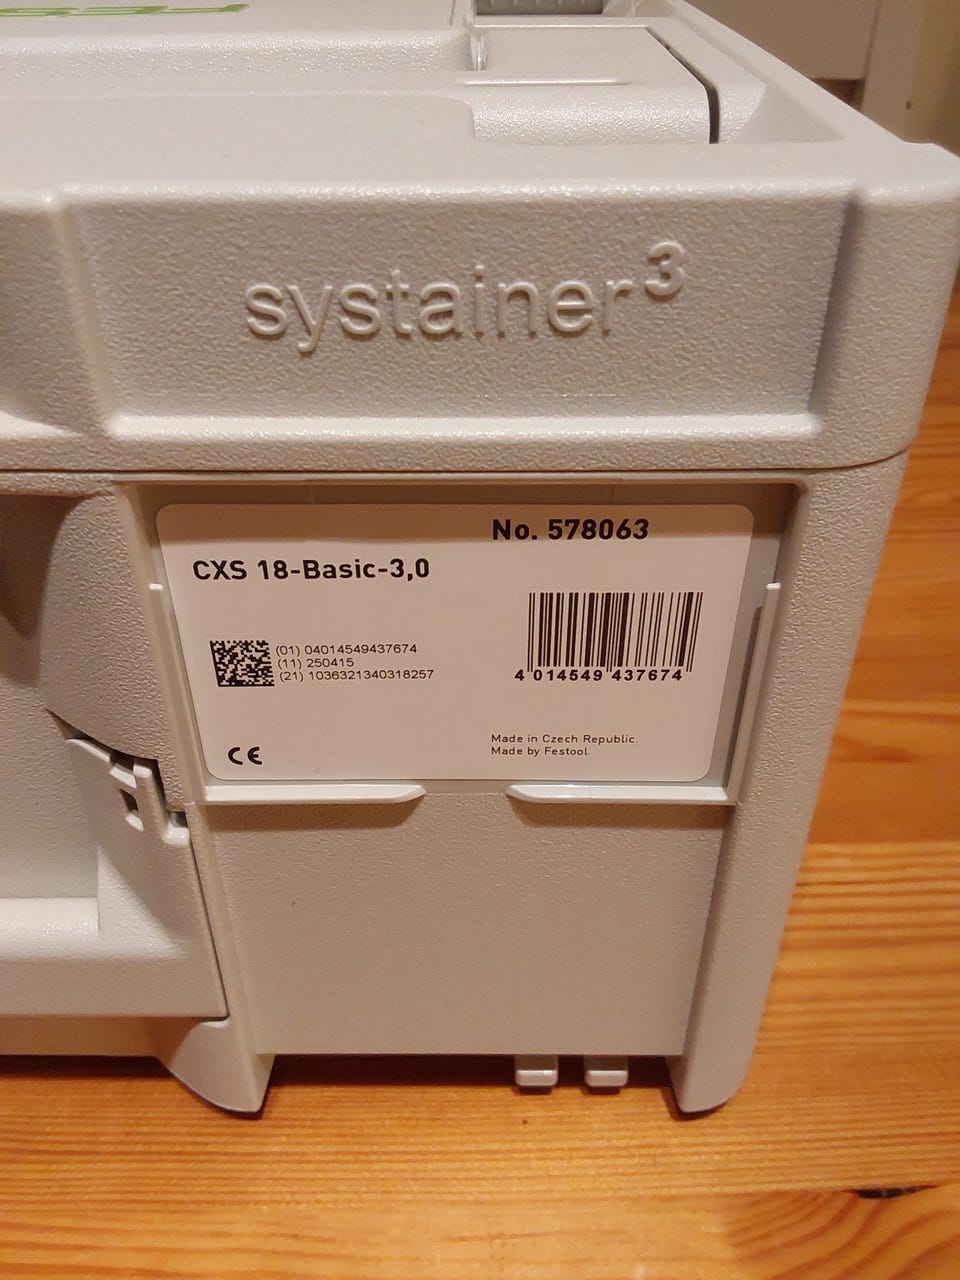 systainer³
No. 578063
CXS 18-Basic-3,0
(01) 04014549437674
(11) 250415
(21) 1036321340318257
4 014549 437674
CE
Made in Czech Republic.
Made by Festool.